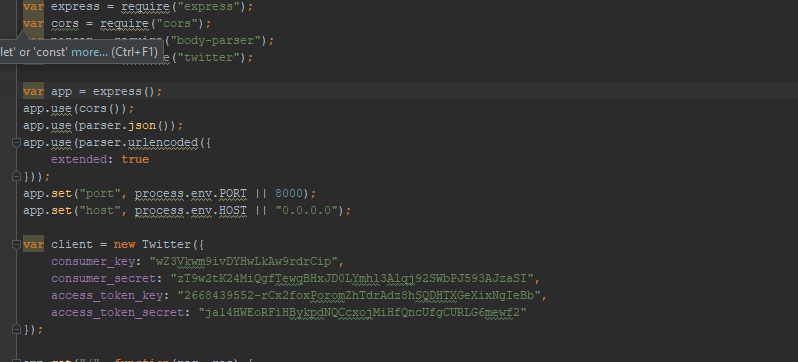 var express = require("express");
var cors = require("cors");
"body-parser");
let' or 'const' more... (Ctrl+F1)
("twitter");
var app = express();
app.use(cors());
app.use(parser.json());
app.use(parser.urlencoded({
extended: true
}));
app.set("port", process.env.PORT || 8000);
app.set("host", process.env.HOST || "0.0.0.0");
var client = new Twitter({
consumer_key: "wZ3Vkwm9ivDYHwLkAw9rdrCip",
consumer_secret: "zT9w2tK24MiQgfTewgBHxJD0LYmhl3Alqj92SWbPJ593AJzaSI",
access_token_key: "2668439552-rCx2foxPoromZhTdrAdz8hSQDHTXGeXixNgIeBb",
access_token_secret: "jal4HWEoRFiHBykpdNQCcxojMiHfQncUfgCURLG6mewf2"
});